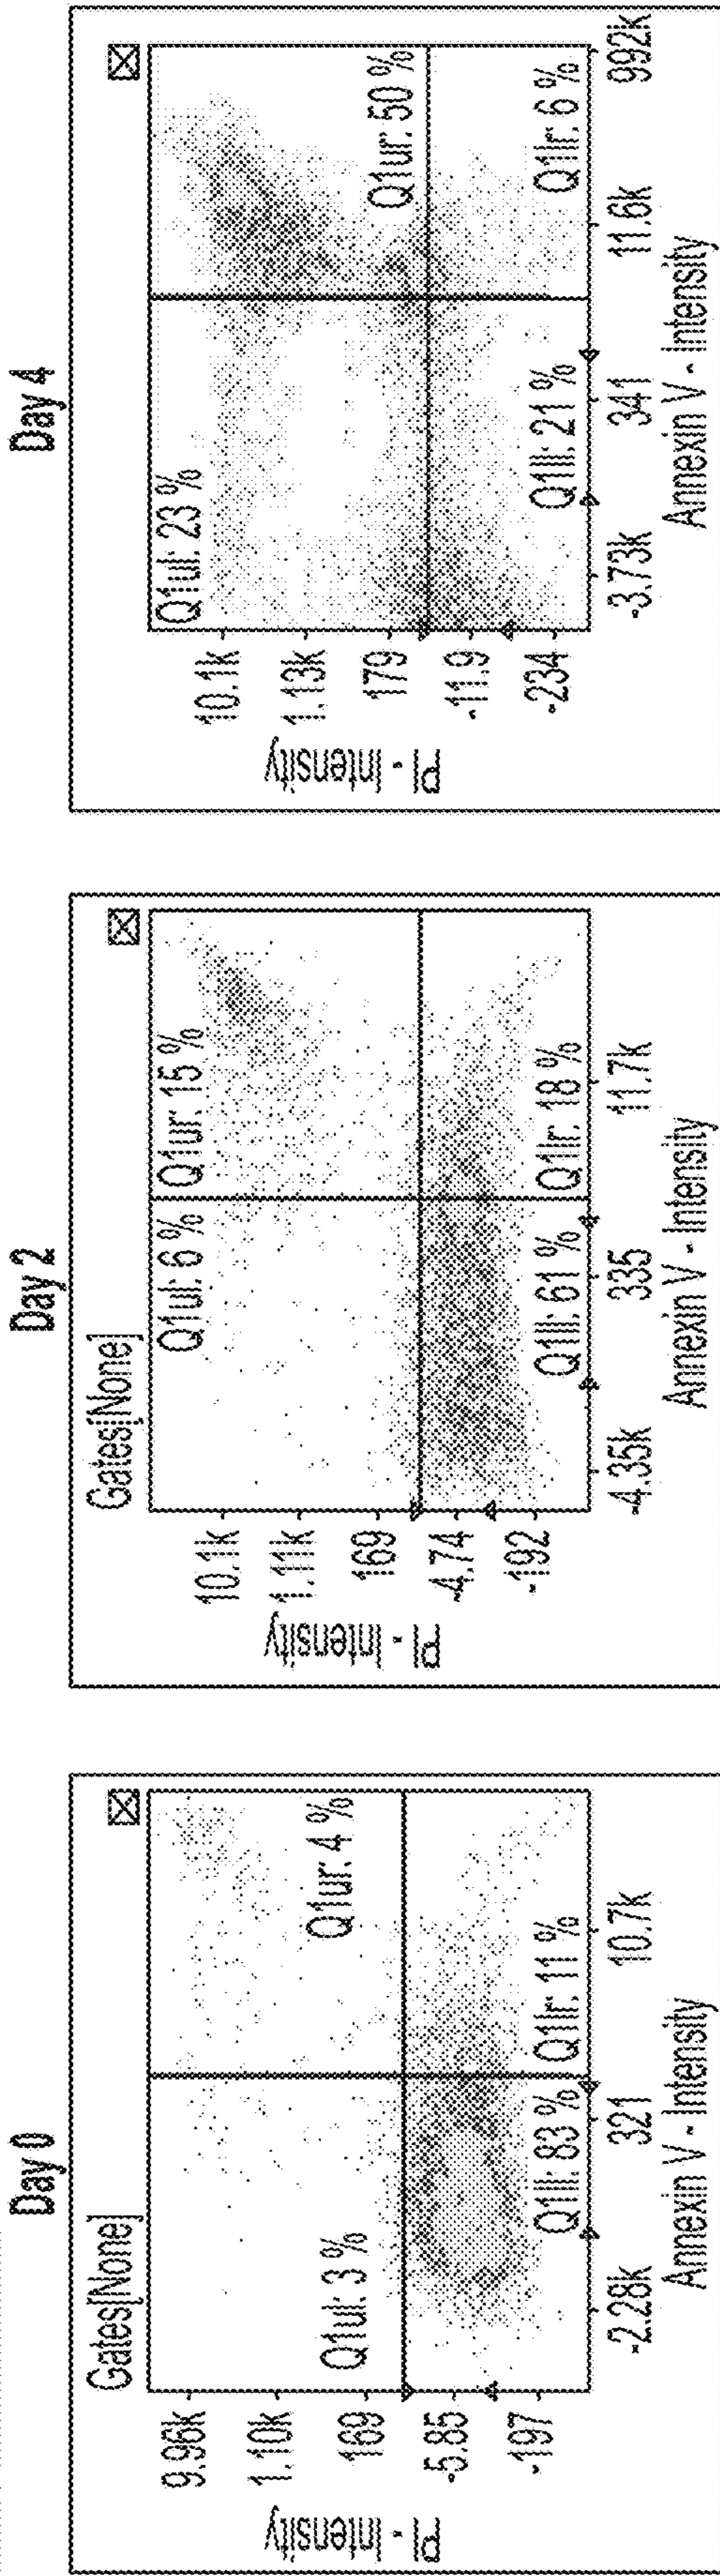 Day 0
Gates[None]
Q1ul: 3 %
Q1ur: 4 %
Q1ll: 83 %
Q1lr: 11 %
9.96k
1.10k
169
-5.85
-197
PI - Intensity
-2.28k
321
10.7k
Annexin V - Intensity
Day 2
Gates[None]
Q1ul: 6 %
Q1ur: 15 %
Q1ll: 61 %
Q1lr: 18 %
10.1k
1.11k
169
-4.74
-192
PI - Intensity
-4.35k
335
11.7k
Annexin V - Intensity
Day 4
Q1ul: 23 %
Q1ur: 50 %
Q1ll: 21 %
Q1lr: 6 %
10.1k
1.13k
179
-11.9
-234
PI - Intensity
-3.73k
341
11.6k
992k
Annexin V - Intensity